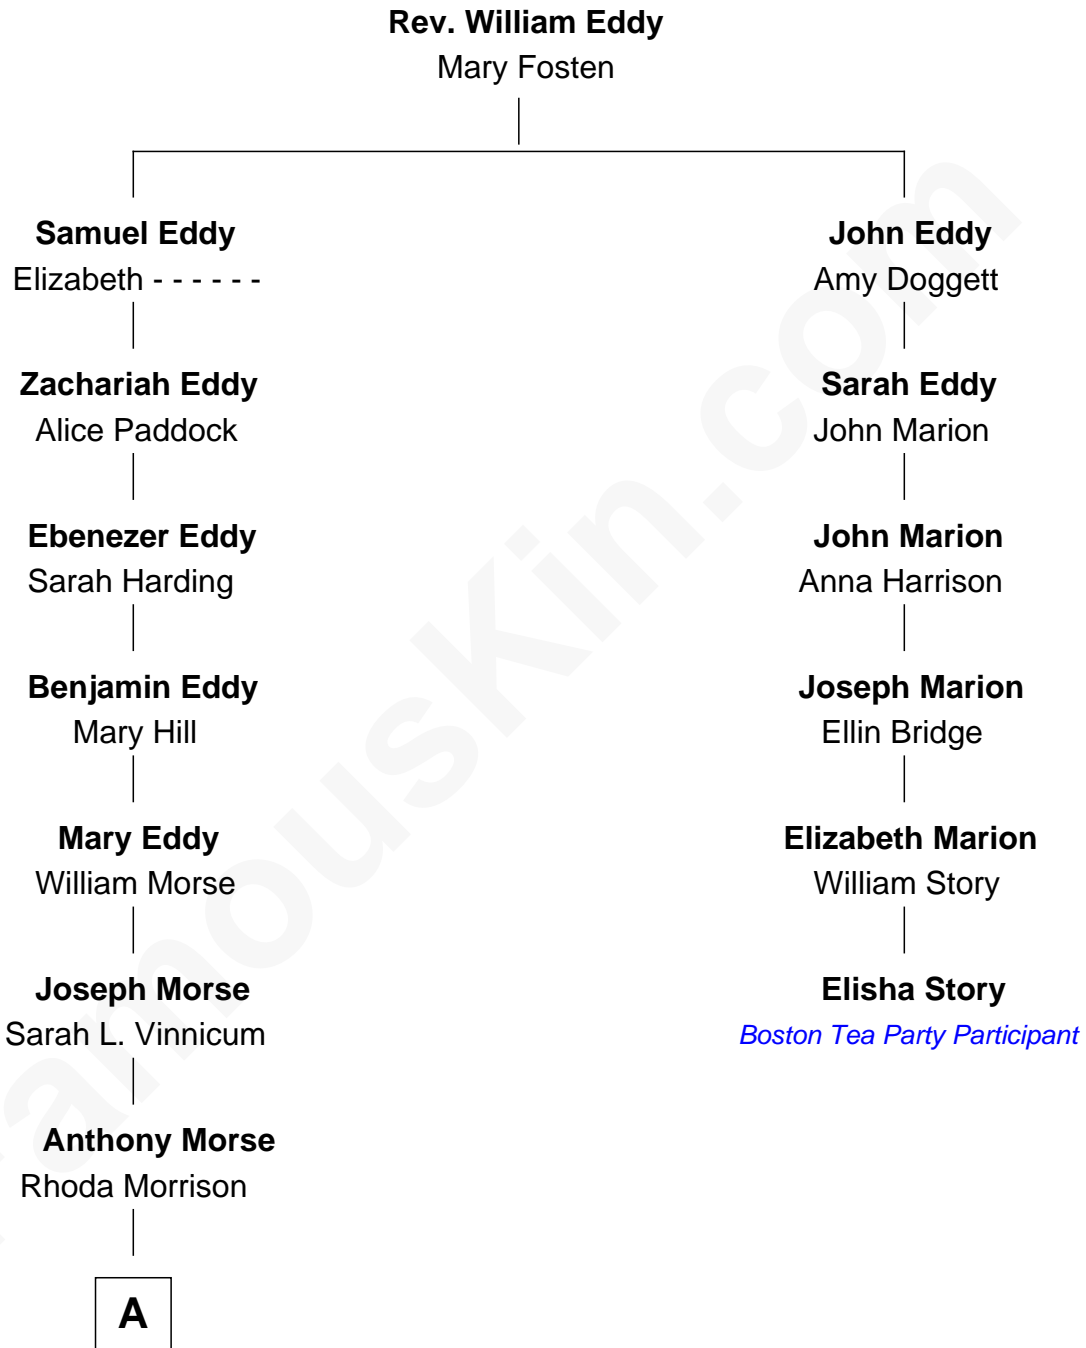 Rev. William Eddy
Mary Fosten
Samuel Eddy
Elizabeth - - - - - -
Zachariah Eddy
Alice Paddock
Ebenezer Eddy
Sarah Harding
Benjamin Eddy
Mary Hill
Mary Eddy
William Morse
Joseph Morse
Sarah L. Vinnicum
Anthony Morse
Rhoda Morrison
A
John Eddy
Amy Doggett
Sarah Eddy
John Marion
John Marion
Anna Harrison
Joseph Marion
Ellin Bridge
Elizabeth Marion
William Story
Elisha Story
Boston Tea Party Participant
FamousKin.com